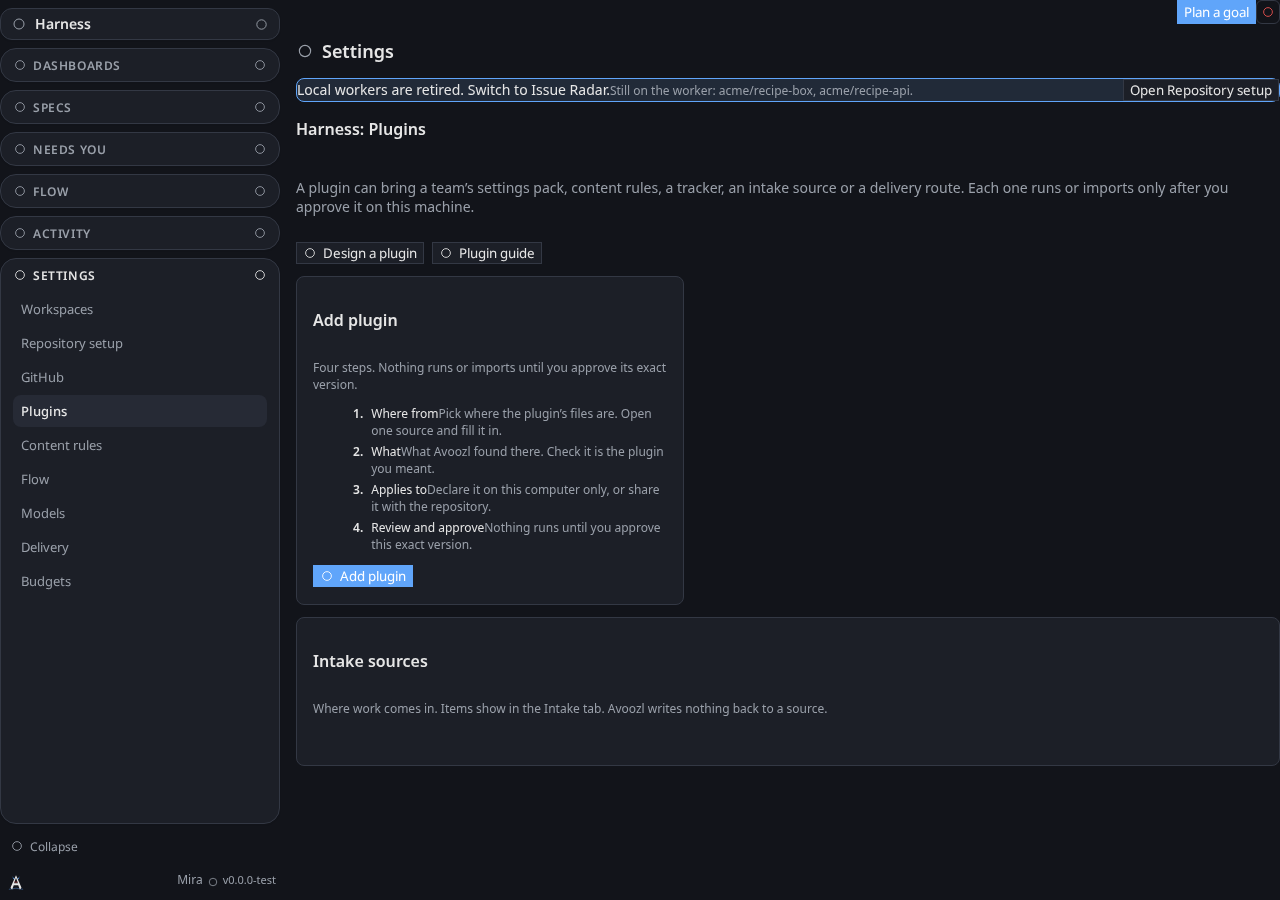 Harness
DASHBOARDS
SPECS
NEEDS YOU
FLOW
ACTIVITY
SETTINGS
Workspaces
Repository setup
GitHub
Plugins
Content rules
Flow
Models
Delivery
Budgets
Collapse
A
Mira v0.0.0-test
Plan a goal
Settings
Local workers are retired. Switch to Issue Radar.Still on the worker: acme/recipe-box, acme/recipe-api.
Open Repository setup
Harness: Plugins
A plugin can bring a team’s settings pack, content rules, a tracker, an intake source or a delivery route. Each one runs or imports only after you
approve it on this machine.
Design a plugin
Plugin guide
Add plugin
Four steps. Nothing runs or imports until you approve its exact
version.
1. Where fromPick where the plugin’s files are. Open
one source and fill it in.
2. WhatWhat Avoozl found there. Check it is the plugin
you meant.
3. Applies toDeclare it on this computer only, or share
it with the repository.
4. Review and approveNothing runs until you approve
this exact version.
Add plugin
Intake sources
Where work comes in. Items show in the Intake tab. Avoozl writes nothing back to a source.